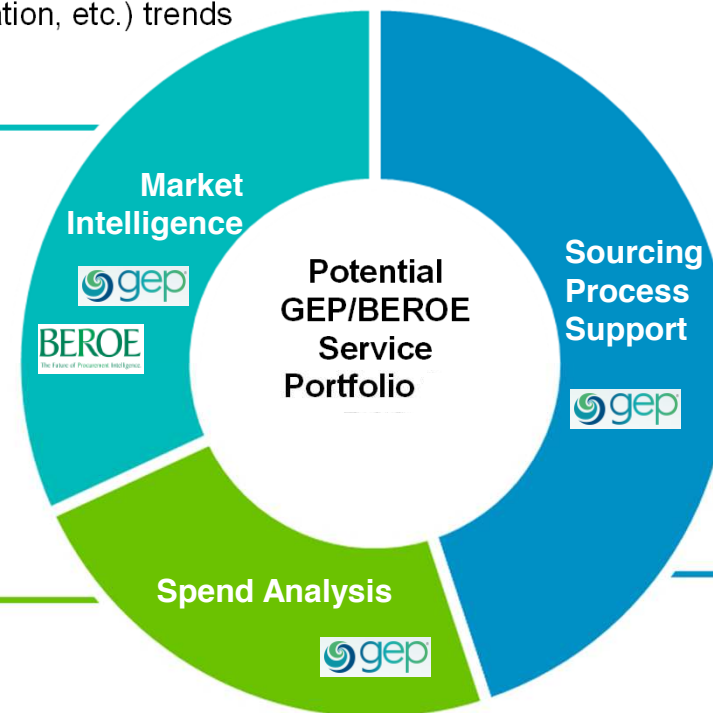 ation, etc.) trends
Market
Intelligence
gep
BEROE
The Future of Procurement Intelligence.
Potential
GEP/BEROE
Service
Portfolio
Sourcing
Process
Support
gep
Spend Analysis
gep